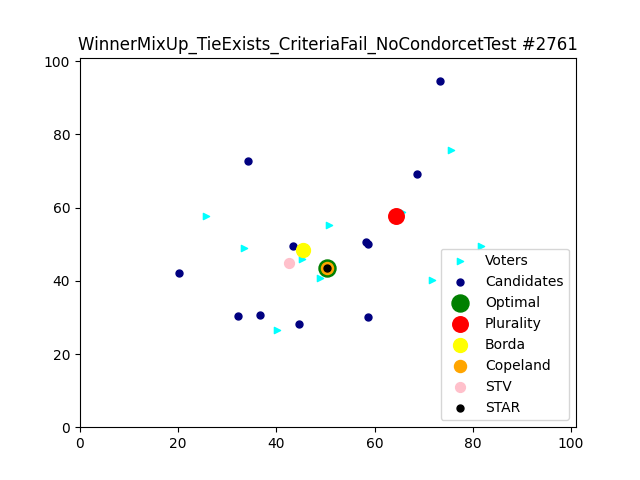 WinnerMixUp_TieExists_CriteriaFail_NoCondorcetTest #2761
100
80
60
40
20
0
Voters
Candidates
Optimal
Plurality
Borda
Copeland
STV
STAR
0 20 40 60 80 100